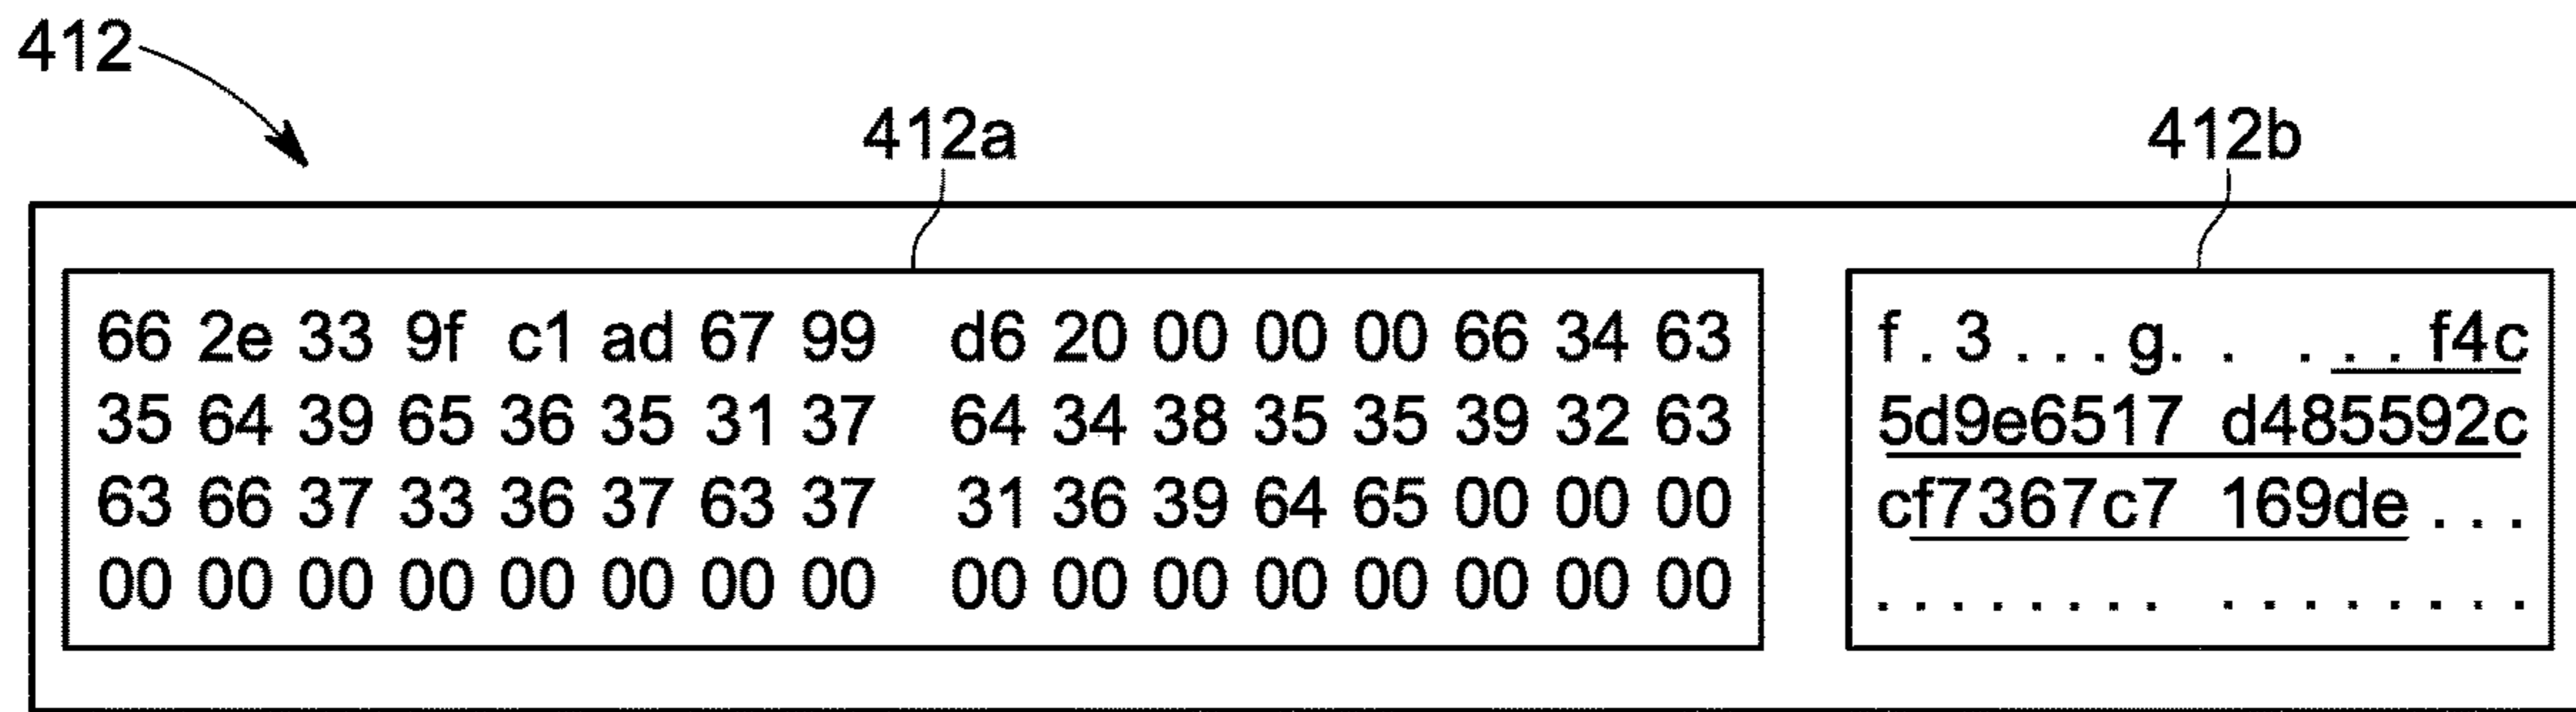 412
412a
412b
66 2e 33 9f c1 ad 67 99 d6 20 00 00 00 66 34 63
35 64 39 65 36 35 31 37 64 34 38 35 35 39 32 63
63 66 37 33 36 37 63 37 31 36 39 64 65 00 00 00
00 00 00 00 00 00 00 00 00 00 00 00 00 00 00 00
f . 3 . . . g. . . . . f4c
5d9e6517 d485592c
cf7367c7 169de . . .
. . . . . . . . . . . . . . . .